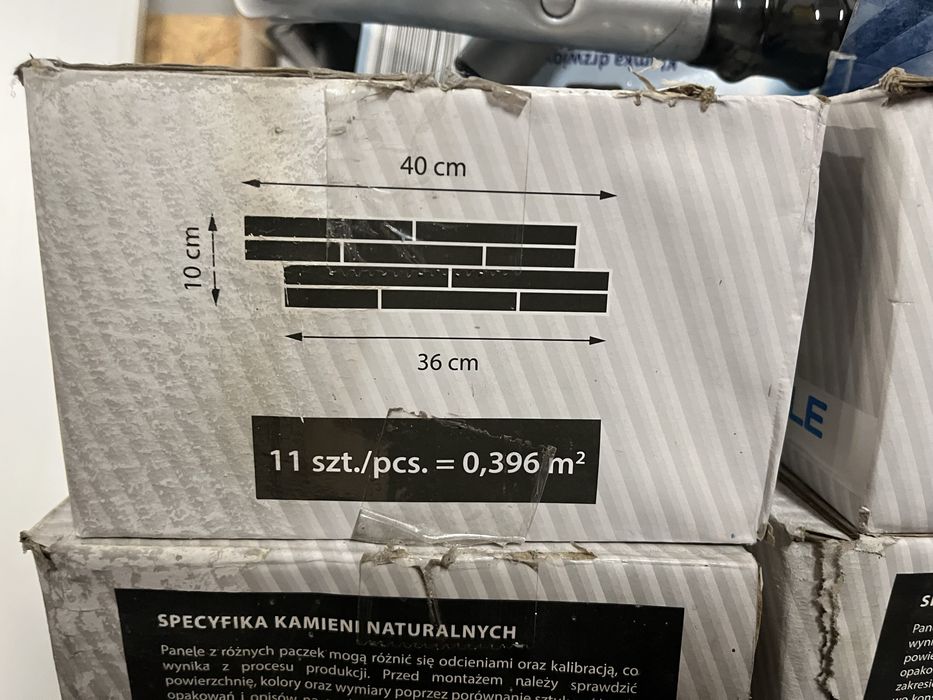 40 cm
10 cm
36 cm
11 szt./pcs. = 0,396 m²
LE
SPECYFIKA KAMIENI NATURALNYCH
Panele z różnych paczek mogą różnić się odcieniami oraz kalibracją, co
wynika z procesu produkcji. Przed montażem należy sprawdzić
powierzchnię, kolory oraz wymiary poprzez porównanie
opakowań i opisów